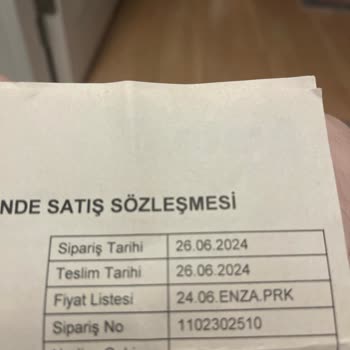 NDE SATIŞ SÖZLEŞMESİ
Sipariş Tarihi 26.06.2024
Teslim Tarihi 26.06.2024
Fiyat Listesi 24.06.ENZA.PRK
Sipariş No 1102302510